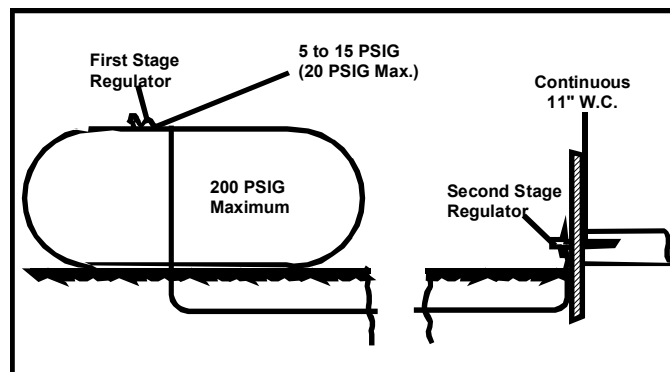 First Stage
Regulator
5 to 15 PSIG
(20 PSIG Max.)
Continuous
11" W.C.
200 PSIG
Maximum
Second Stage
Regulator